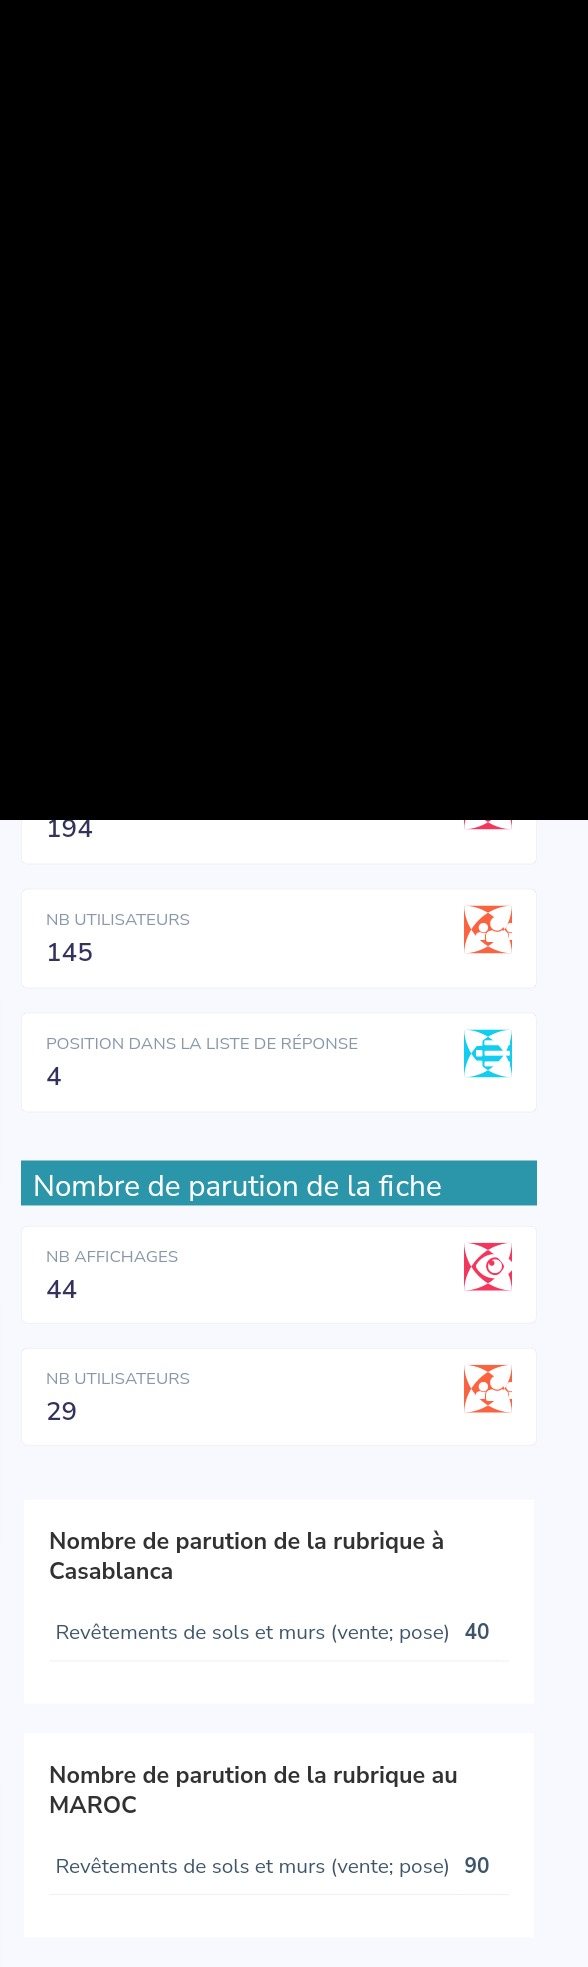 194
NB UTILISATEURS
145
POSITION DANS LA LISTE DE RÉPONSE
4
Nombre de parution de la fiche
NB AFFICHAGES
44
NB UTILISATEURS
29
Nombre de parution de la rubrique à
Casablanca
Revêtements de sols et murs (vente; pose) 40
Nombre de parution de la rubrique au
MAROC
Revêtements de sols et murs (vente; pose) 90